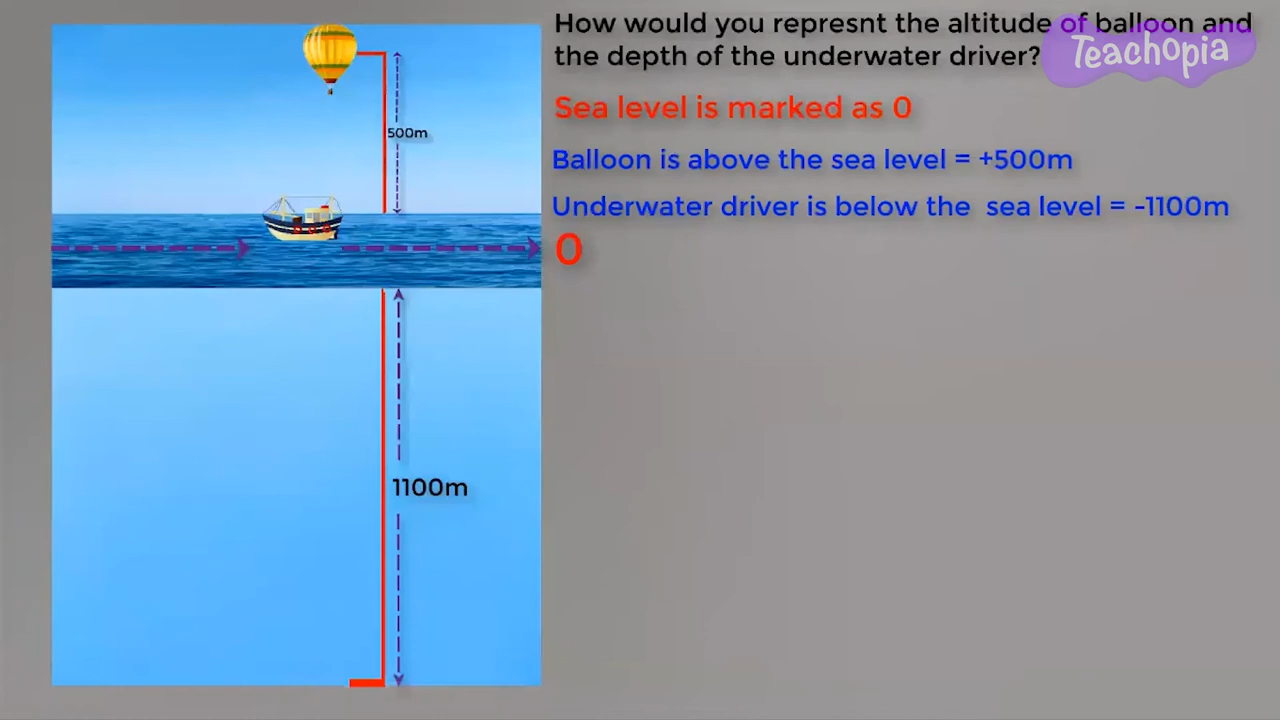 How would you represnt the altitude of balloon and
the depth of the underwater driver?
Teachopia
Sea level is marked as 0
Balloon is above the sea level = +500m
Underwater driver is below the sea level = -1100m
0
500m
1100m